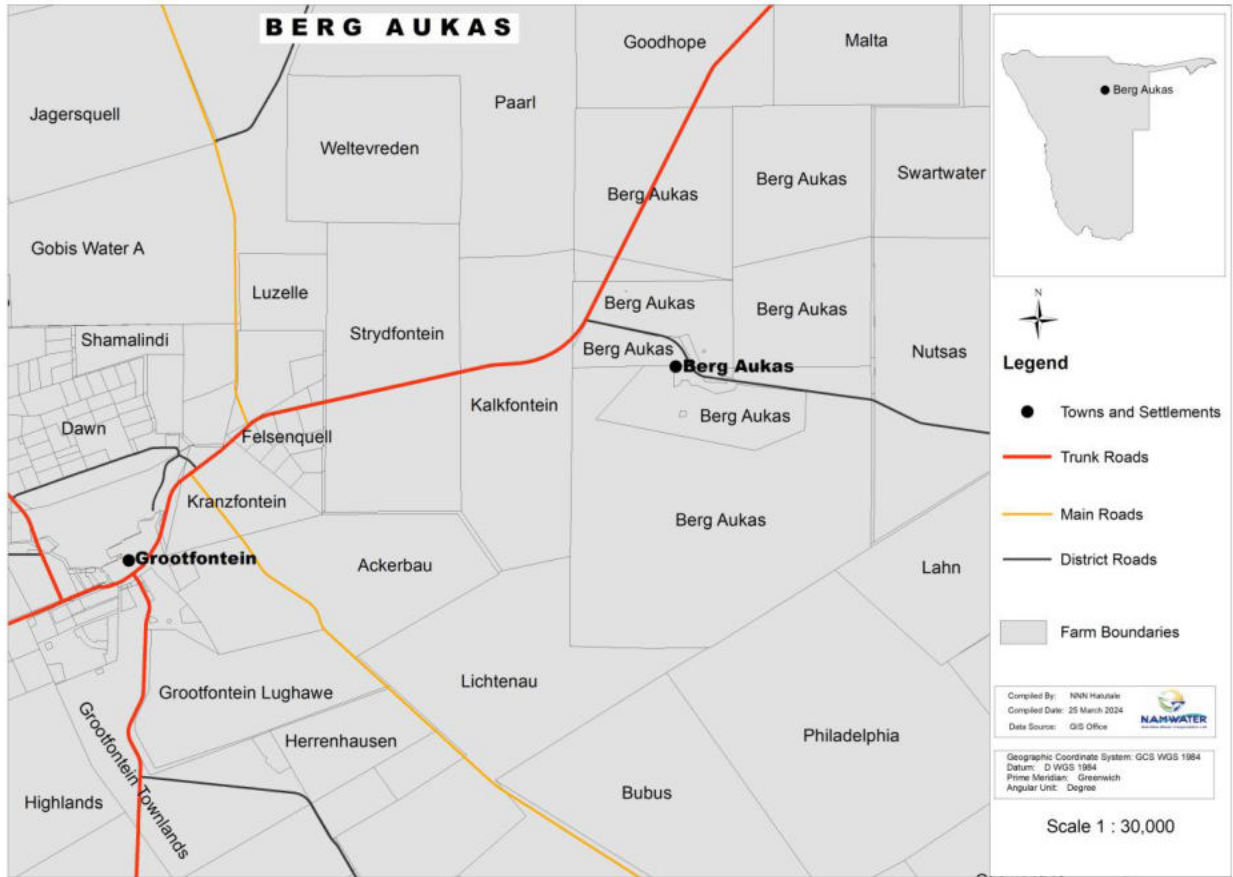 BERG AUKAS
Goodhope
Malta
Jagersquell
Paarl
Weltevreden
Berg Aukas
Berg Aukas
Swartwater
Gobis Water A
Luzelle
Berg Aukas
Berg Aukas
Shamalindi
Strydfontein
Berg Aukas
Nutsas
Berg Aukas
Kalkfontein
Berg Aukas
Dawn
Felsenquell
Kranzfontein
Berg Aukas
Grootfontein
Ackerbau
Lahn
Grootfontein Lughawe
Lichtenau
Grootfontein Townlands
Herrenhausen
Philadelphia
Highlands
Bubus
Berg Aukas
N
Legend
Towns and Settlements
Trunk Roads
Main Roads
District Roads
Farm Boundaries
Compiled By: NNN Halutale
Compiled Date: 25 March 2024
Data Source: GIS Office
NAMWATER
Geographic Coordinate System: GCS WGS 1984
Datum: D WGS 1984
Prime Meridian: Greenwich
Angular Unit: Degree
Scale 1 : 30,000